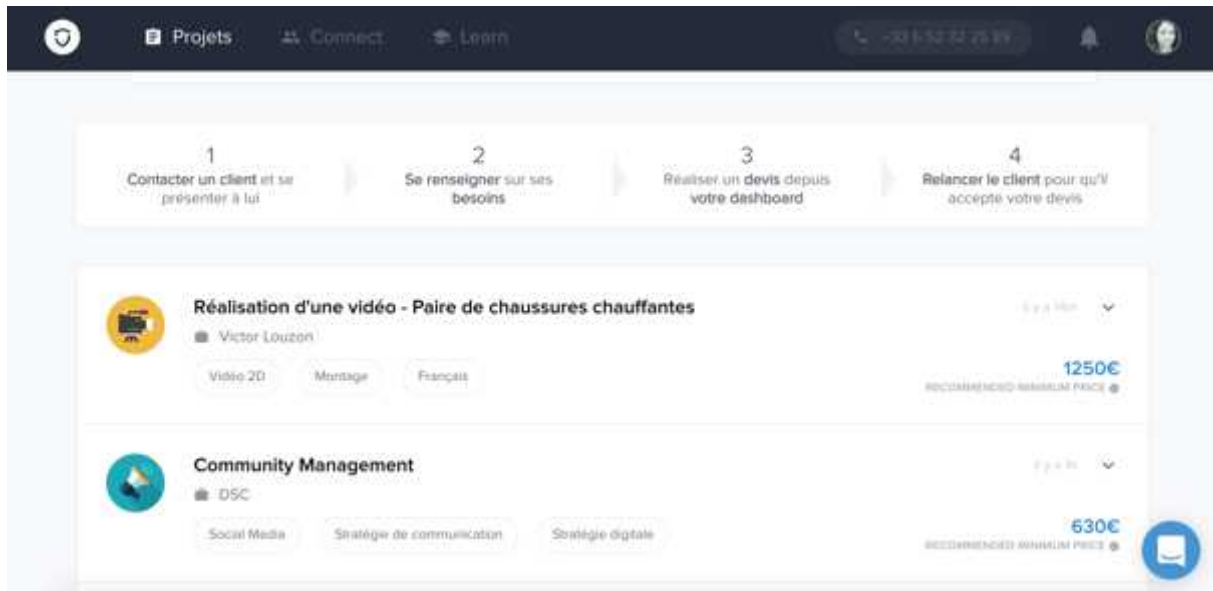 Projets
Connect
Learn
1
Contacter un client et se
présenter à lui
2
Se renseigner sur ses
besoins
3
Réaliser un devis depuis
votre dashboard
4
Relancer le client pour qu'il
accepte votre devis
Réalisation d'une vidéo - Paire de chaussures chauffantes
il y a
Victor Louzon
Vidéo 2D
Montage
Français
1250€
RECOMMENDED MINIMUM PRICE
Community Management
il y a
DSC
Social Media
Stratégie de communication
Stratégie digitale
630€
RECOMMENDED MINIMUM PRICE